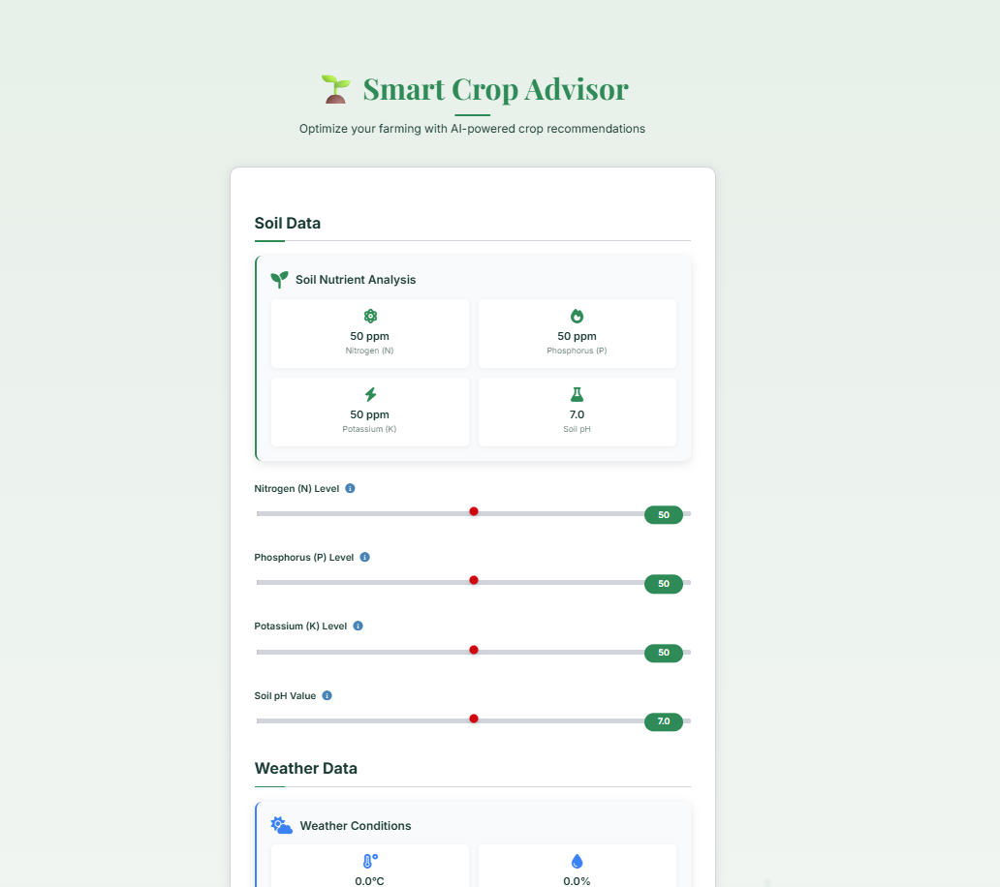 Smart Crop Advisor
Optimize your farming with AI-powered crop recommendations
Soil Data
Soil Nutrient Analysis
50 ppm
Nitrogen (N)
50 ppm
Phosphorus (P)
50 ppm
Potassium (K)
7.0
Soil pH
Nitrogen (N) Level
50
Phosphorus (P) Level
50
Potassium (K) Level
50
Soil pH Value
7.0
Weather Data
Weather Conditions
0.0°C
0.0%